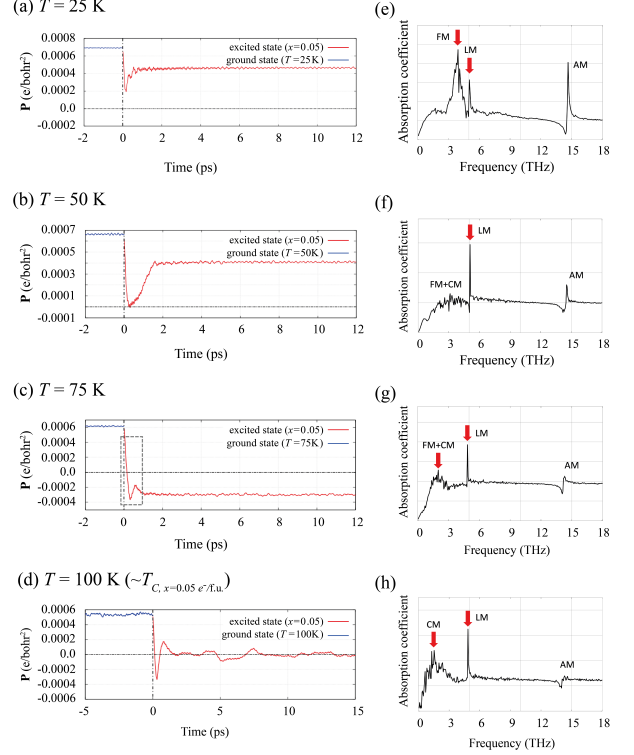 (a) T = 25 K
P (e/bohr²)
0.0008
0.0006
0.0004
0.0002
0.0
-0.0002
excited state (x=0.05)
ground state (T=25K)
-2 0 2 4 6 8 10 12
Time (ps)
(e)
Absorption coefficient
FM
LM
AM
0 3 6 9 12 15 18
Frequency (THz)
(b) T = 50 K
P (e/bohr²)
0.0007
0.0005
0.0003
0.0001
-0.0001
excited state (x=0.05)
ground state (T=50K)
-2 0 2 4 6 8 10 12
Time (ps)
(f)
Absorption coefficient
FM+CM
LM
AM
0 3 6 9 12 15 18
Frequency (THz)
(c) T = 75 K
P (e/bohr²)
0.0006
0.0004
0.0002
0.0
-0.0002
-0.0004
excited state (x=0.05)
ground state (T=75K)
-2 0 2 4 6 8 10 12
Time (ps)
(g)
Absorption coefficient
FM+CM
LM
AM
0 3 6 9 12 15 18
Frequency (THz)
(d) T = 100 K (~T_C, x=0.05 e⁻/f.u.)
P (e/bohr²)
0.0006
0.0004
0.0002
0.0
-0.0002
-0.0004
0.0006
excited state (x=0.05)
ground state (T=100K)
-5 0 5 10 15
Time (ps)
(h)
Absorption coefficient
CM
LM
AM
0 3 6 9 12 15 18
Frequency (THz)